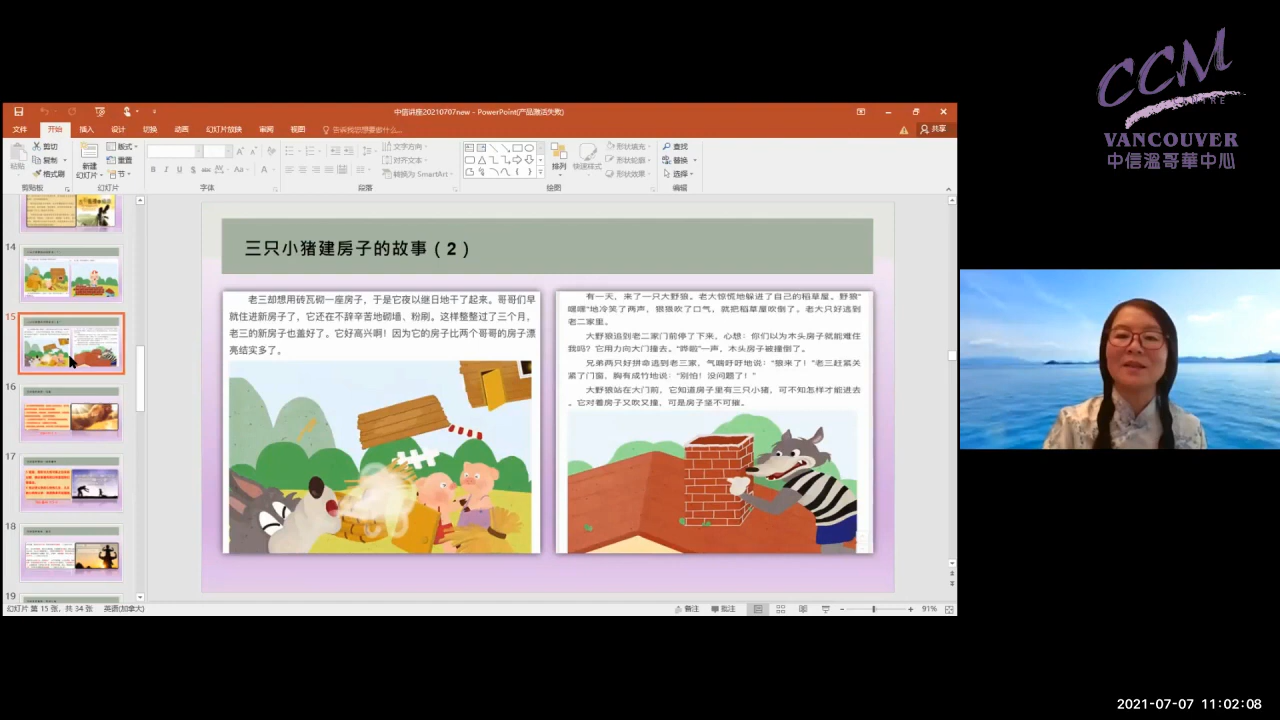 CCM
CENTRE
VANCOUVER
中信溫哥華中心
中信讲座20210707new - PowerPoint(产品激活失败)
文件 开始 插入 设计 切换 动画 幻灯片放映 审阅 视图 告诉我您想要做什么... 共享
粘贴 剪切 复制 格式刷 新建 幻灯片 版式 重置 节
文字方向 对齐文本 转换为 SmartArt
排列 快速样式 形状填充 形状轮廓 形状效果 查找 替换 选择
剪贴板 幻灯片 字体 段落 绘图 编辑
14
15
16
17
18
19
三只小猪建房子的故事（2）
老三却想用砖瓦砌一座房子，于是它夜以继日地干了起来。哥哥们早
就住进新房子了，它还在不辞辛苦地砌墙、粉刷。这样整整过了三个月，
老三的新房子也盖好了。它好高兴啊！因为它的房子比两个哥哥的房子漂
亮结实多了。
有一天，来了一只大野狼。老大惊慌地躲进了自己的稻草屋。野狼“
嘿嘿”地冷笑了两声，狠狠吹了口气，就把稻草屋吹倒了。老大只好逃到
老二家里。
大野狼追到老二家门前停了下来，心想：你们以为木头房子就能难住
我吗？它用力向大门撞去。“哗啦”一声，木头房子被撞倒了。
兄弟两只好拼命逃到老三家，气喘吁吁地说：“狼来了！”老三赶紧关
紧了门窗，胸有成竹地说：“别怕！没问题了！”
大野狼站在大门前，它知道房子里有三只小猪，可不知怎样才能进去
。它对着房子又吹又撞，可是房子坚不可摧。
幻灯片 第 15 张，共 34 张 英语(加拿大) 备注 批注 91%
2021-07-07 11:02:08